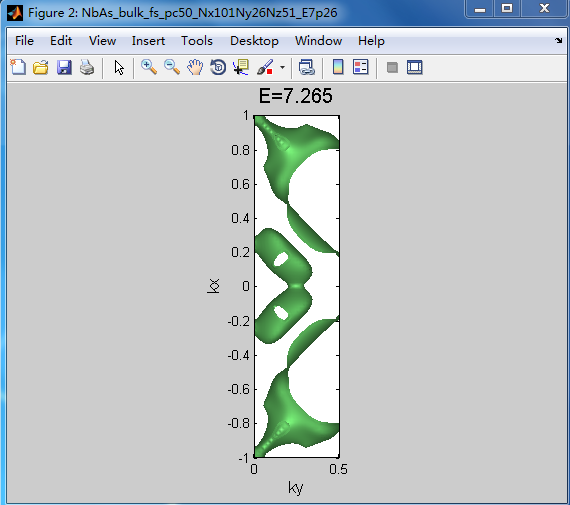 Figure 2: NbAs_bulk_fs_pc50_Nx101Ny26Nz51_E7p26
File Edit View Insert Tools Desktop Window Help
E=7.265
1
0.8
0.6
0.4
0.2
0
-0.2
-0.4
-0.6
-0.8
-1
kx
0 0.5
ky